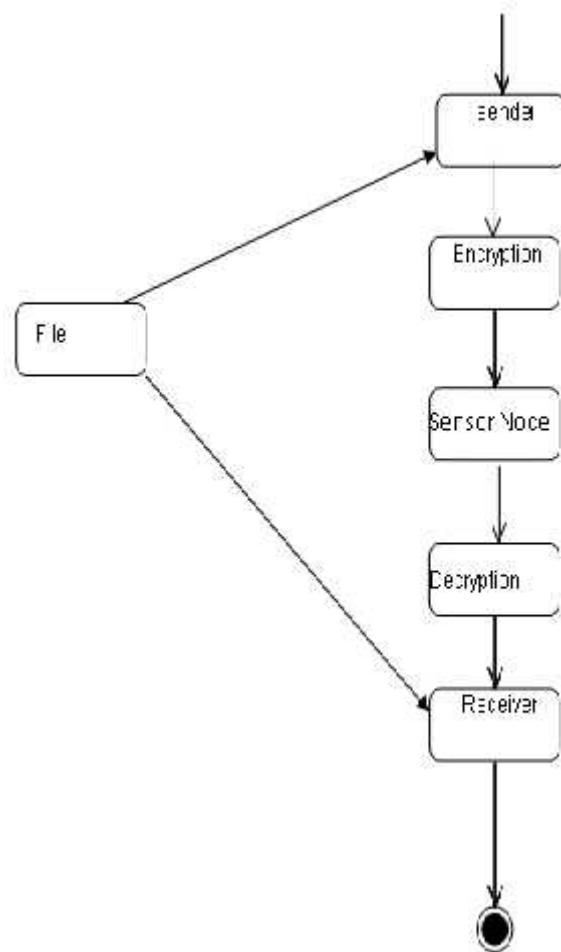 sender
Encryption
File
Sensor Node
Decryption
Receiver